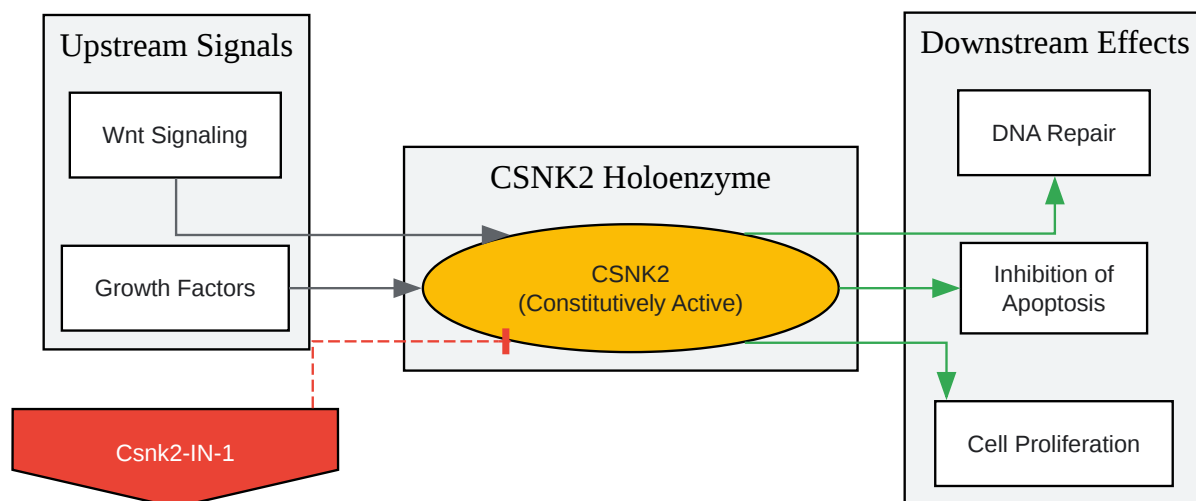 Upstream Signals
Wnt Signaling
Growth Factors
Csnk2-IN-1
CSNK2 Holoenzyme
CSNK2
(Constitutively Active)
Downstream Effects
DNA Repair
Inhibition of
Apoptosis
Cell Proliferation